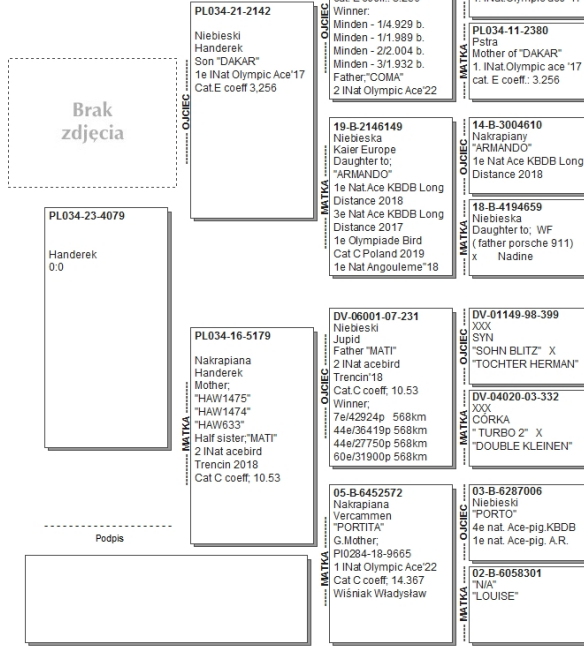 Brak
zdjęcia
PL034-23-4079
Handerek
0:0
Podpis
OJCIEC
PL034-21-2142
Niebieski
Handerek
Son "DAKAR"
1e INat Olympic Ace'17
Cat.E coeff 3,256
MATKA
PL034-16-5179
Nakrapiana
Handerek
Mother;
"HAW1475"
"HAW1474"
"HAW633"
Half sister;"MATI"
2 INat acebird
Trencin 2018
Cat C coeff; 10.53
OJCIEC
Winner:
Minden - 1/4.929 b.
Minden - 1/1.989 b.
Minden - 2/2.004 b.
Minden - 3/1.932 b.
Father;"COMA"
2 INat Olympic Ace'22
MATKA
19-B-2146149
Niebieska
Kaier Europe
Daughter to;
"ARMANDO"
1e Nat.Ace KBDB Long
Distance 2018
3e Nat Ace KBDB Long
Distance 2017
1e Olympiade Bird
Cat C Poland 2019
1e Nat Angouleme"18
OJCIEC
DV-06001-07-231
Niebieski
Jupid
Father "MATI"
2 INat acebird
Trencin'18
Cat.C coeff; 10.53
Winner;
7e/42924p 568km
44e/36419p 568km
44e/27750p 568km
60e/31900p 568km
MATKA
05-B-6452572
Nakrapiana
Vercammen
"PORTITA"
G.Mother;
Pl0284-18-9665
1 INat Olympic Ace'22
Cat C coeff; 14.367
Wiśniak Władysław
MATKA
PL034-11-2380
Pstra
Mother of "DAKAR"
1. INat.Olympic ace '17
cat. E coeff.: 3.256
OJCIEC
14-B-3004610
Nakrapiany
"ARMANDO"
1e Nat Ace KBDB Long
Distance 2018
MATKA
18-B-4194659
Niebieska
Daughter to; WF
( father porsche 911)
x Nadine
OJCIEC
DV-01149-98-399
XXX
SYN
"SOHN BLITZ" X
"TOCHTER HERMAN"
MATKA
DV-04020-03-332
XXX
CÓRKA
" TURBO 2" X
"DOUBLE KLEINEN"
OJCIEC
03-B-6287006
Niebieski
"PORTO"
4e nat. Ace-pig.KBDB
1e nat. Ace-pig. A.R.
MATKA
02-B-6058301
"N/A"
"LOUISE"